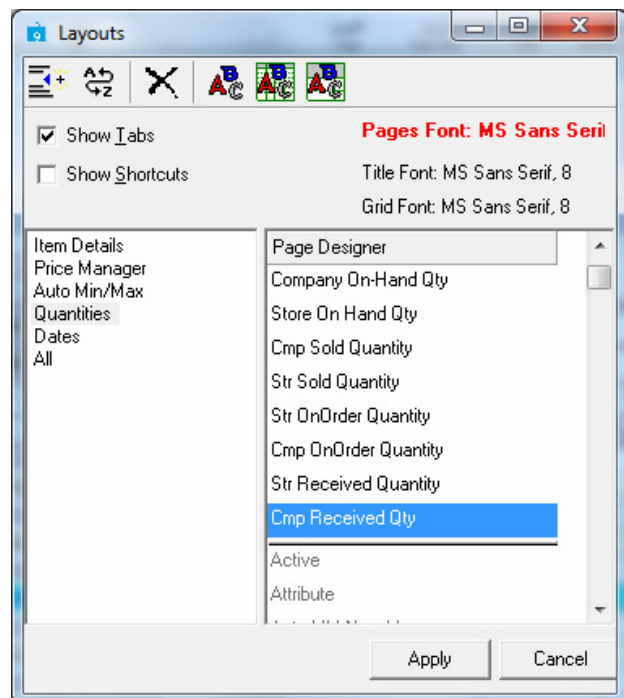 Layouts
Show Tabs
Pages Font: MS Sans Serif
Show Shortcuts
Title Font: MS Sans Serif, 8
Grid Font: MS Sans Serif, 8
Item Details
Price Manager
Auto Min/Max
Quantities
Dates
All
Page Designer
Company On-Hand Qty
Store On Hand Qty
Cmp Sold Quantity
Str Sold Quantity
Str OnOrder Quantity
Cmp OnOrder Quantity
Str Received Quantity
Cmp Received Qty
Active
Attribute
Apply
Cancel